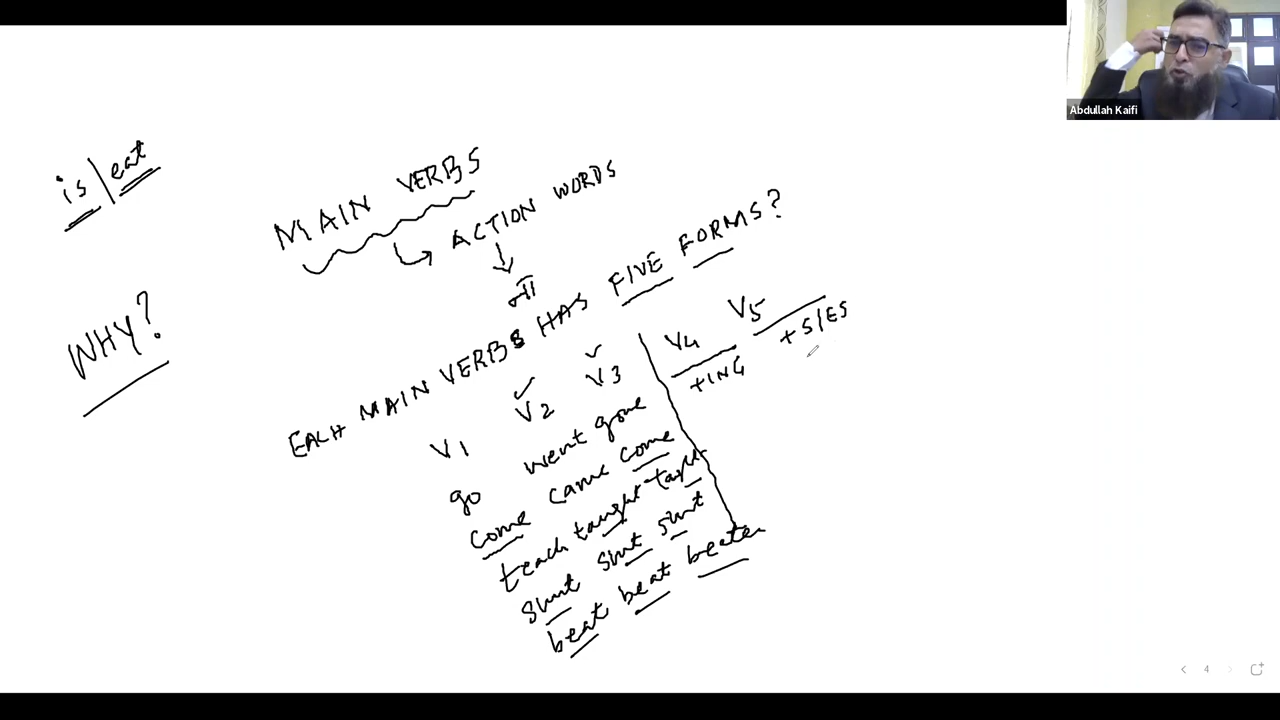 Abdullah Kaifi
is/eat
MAIN VERBS
ACTION WORDS
WHY?
EACH MAIN VERBS HAS FIVE FORMS?
V1 V2 V3 V4 V5
+ING +S/ES
go went gone
come came come
teach taught
shut shut shut
beat beat beaten
4